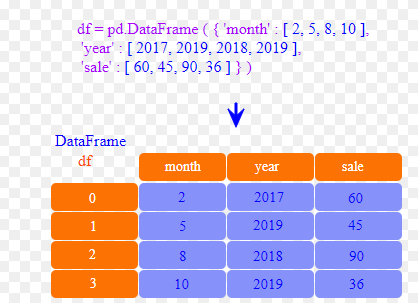 df = pd.DataFrame ( { 'month' : [ 2, 5, 8, 10 ],
'year' : [ 2017, 2019, 2018, 2019 ],
'sale' : [ 60, 45, 90, 36 ] } )
DataFrame
df
month year sale
0 2 2017 60
1 5 2019 45
2 8 2018 90
3 10 2019 36